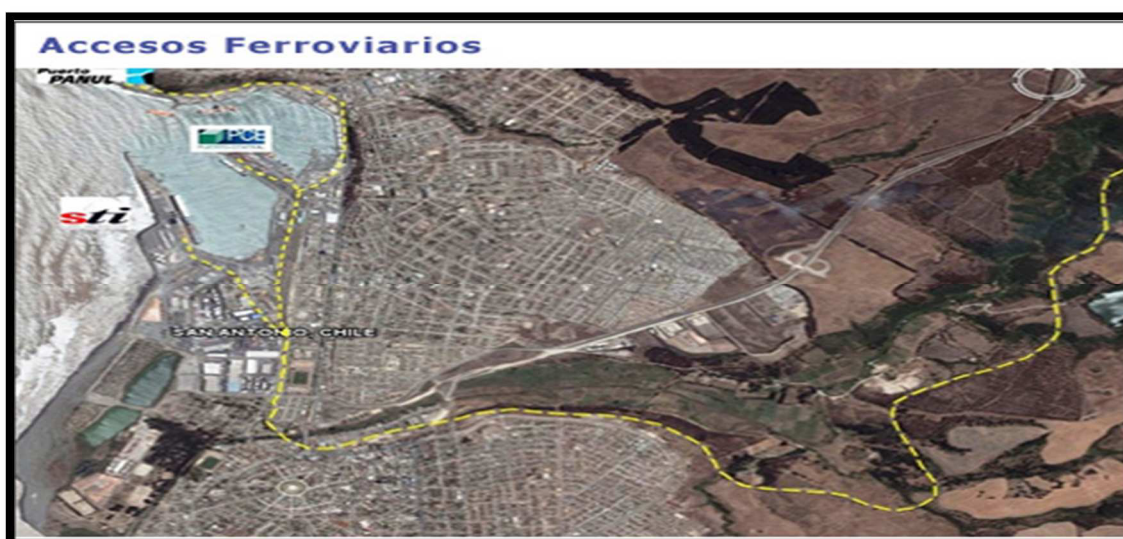 Accesos Ferroviarios
Puerto
PANUL
PCE
sti
SAN ANTONIO, CHILE